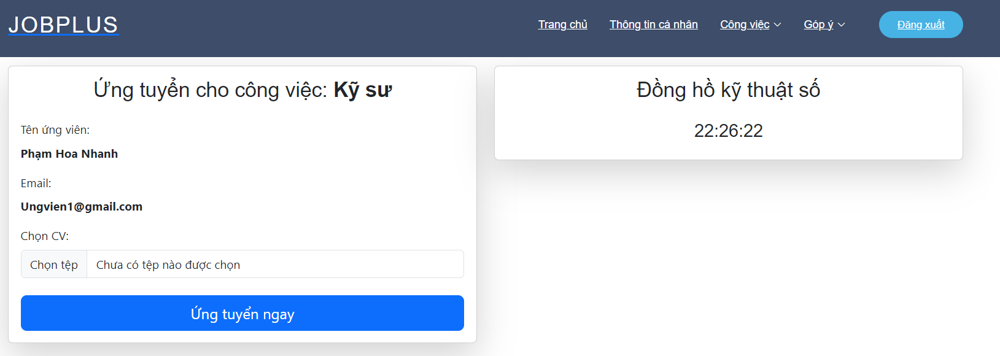 JOBPLUS
Trang chủ
Thông tin cá nhân
Công việc
Góp ý
Đăng xuất
Ứng tuyển cho công việc: Kỹ sư
Tên ứng viên:
Phạm Hoa Nhanh
Email:
Ungvien1@gmail.com
Chọn CV:
Chọn tệp Chưa có tệp nào được chọn
Ứng tuyển ngay
Đồng hồ kỹ thuật số
22:26:22